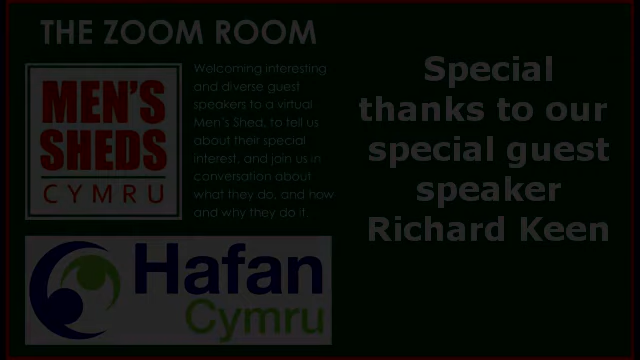 THE ZOOM ROOM
MEN'S
SHEDS
CYMRU
Welcoming interesting
and diverse guest
speakers to a virtual
Men's Shed, to tell us
about their special
interest, and join us in
conversation about
what they do, and how
and why they do it.
Hafan
Cymru
Special
thanks to our
special guest
speaker
Richard Keen